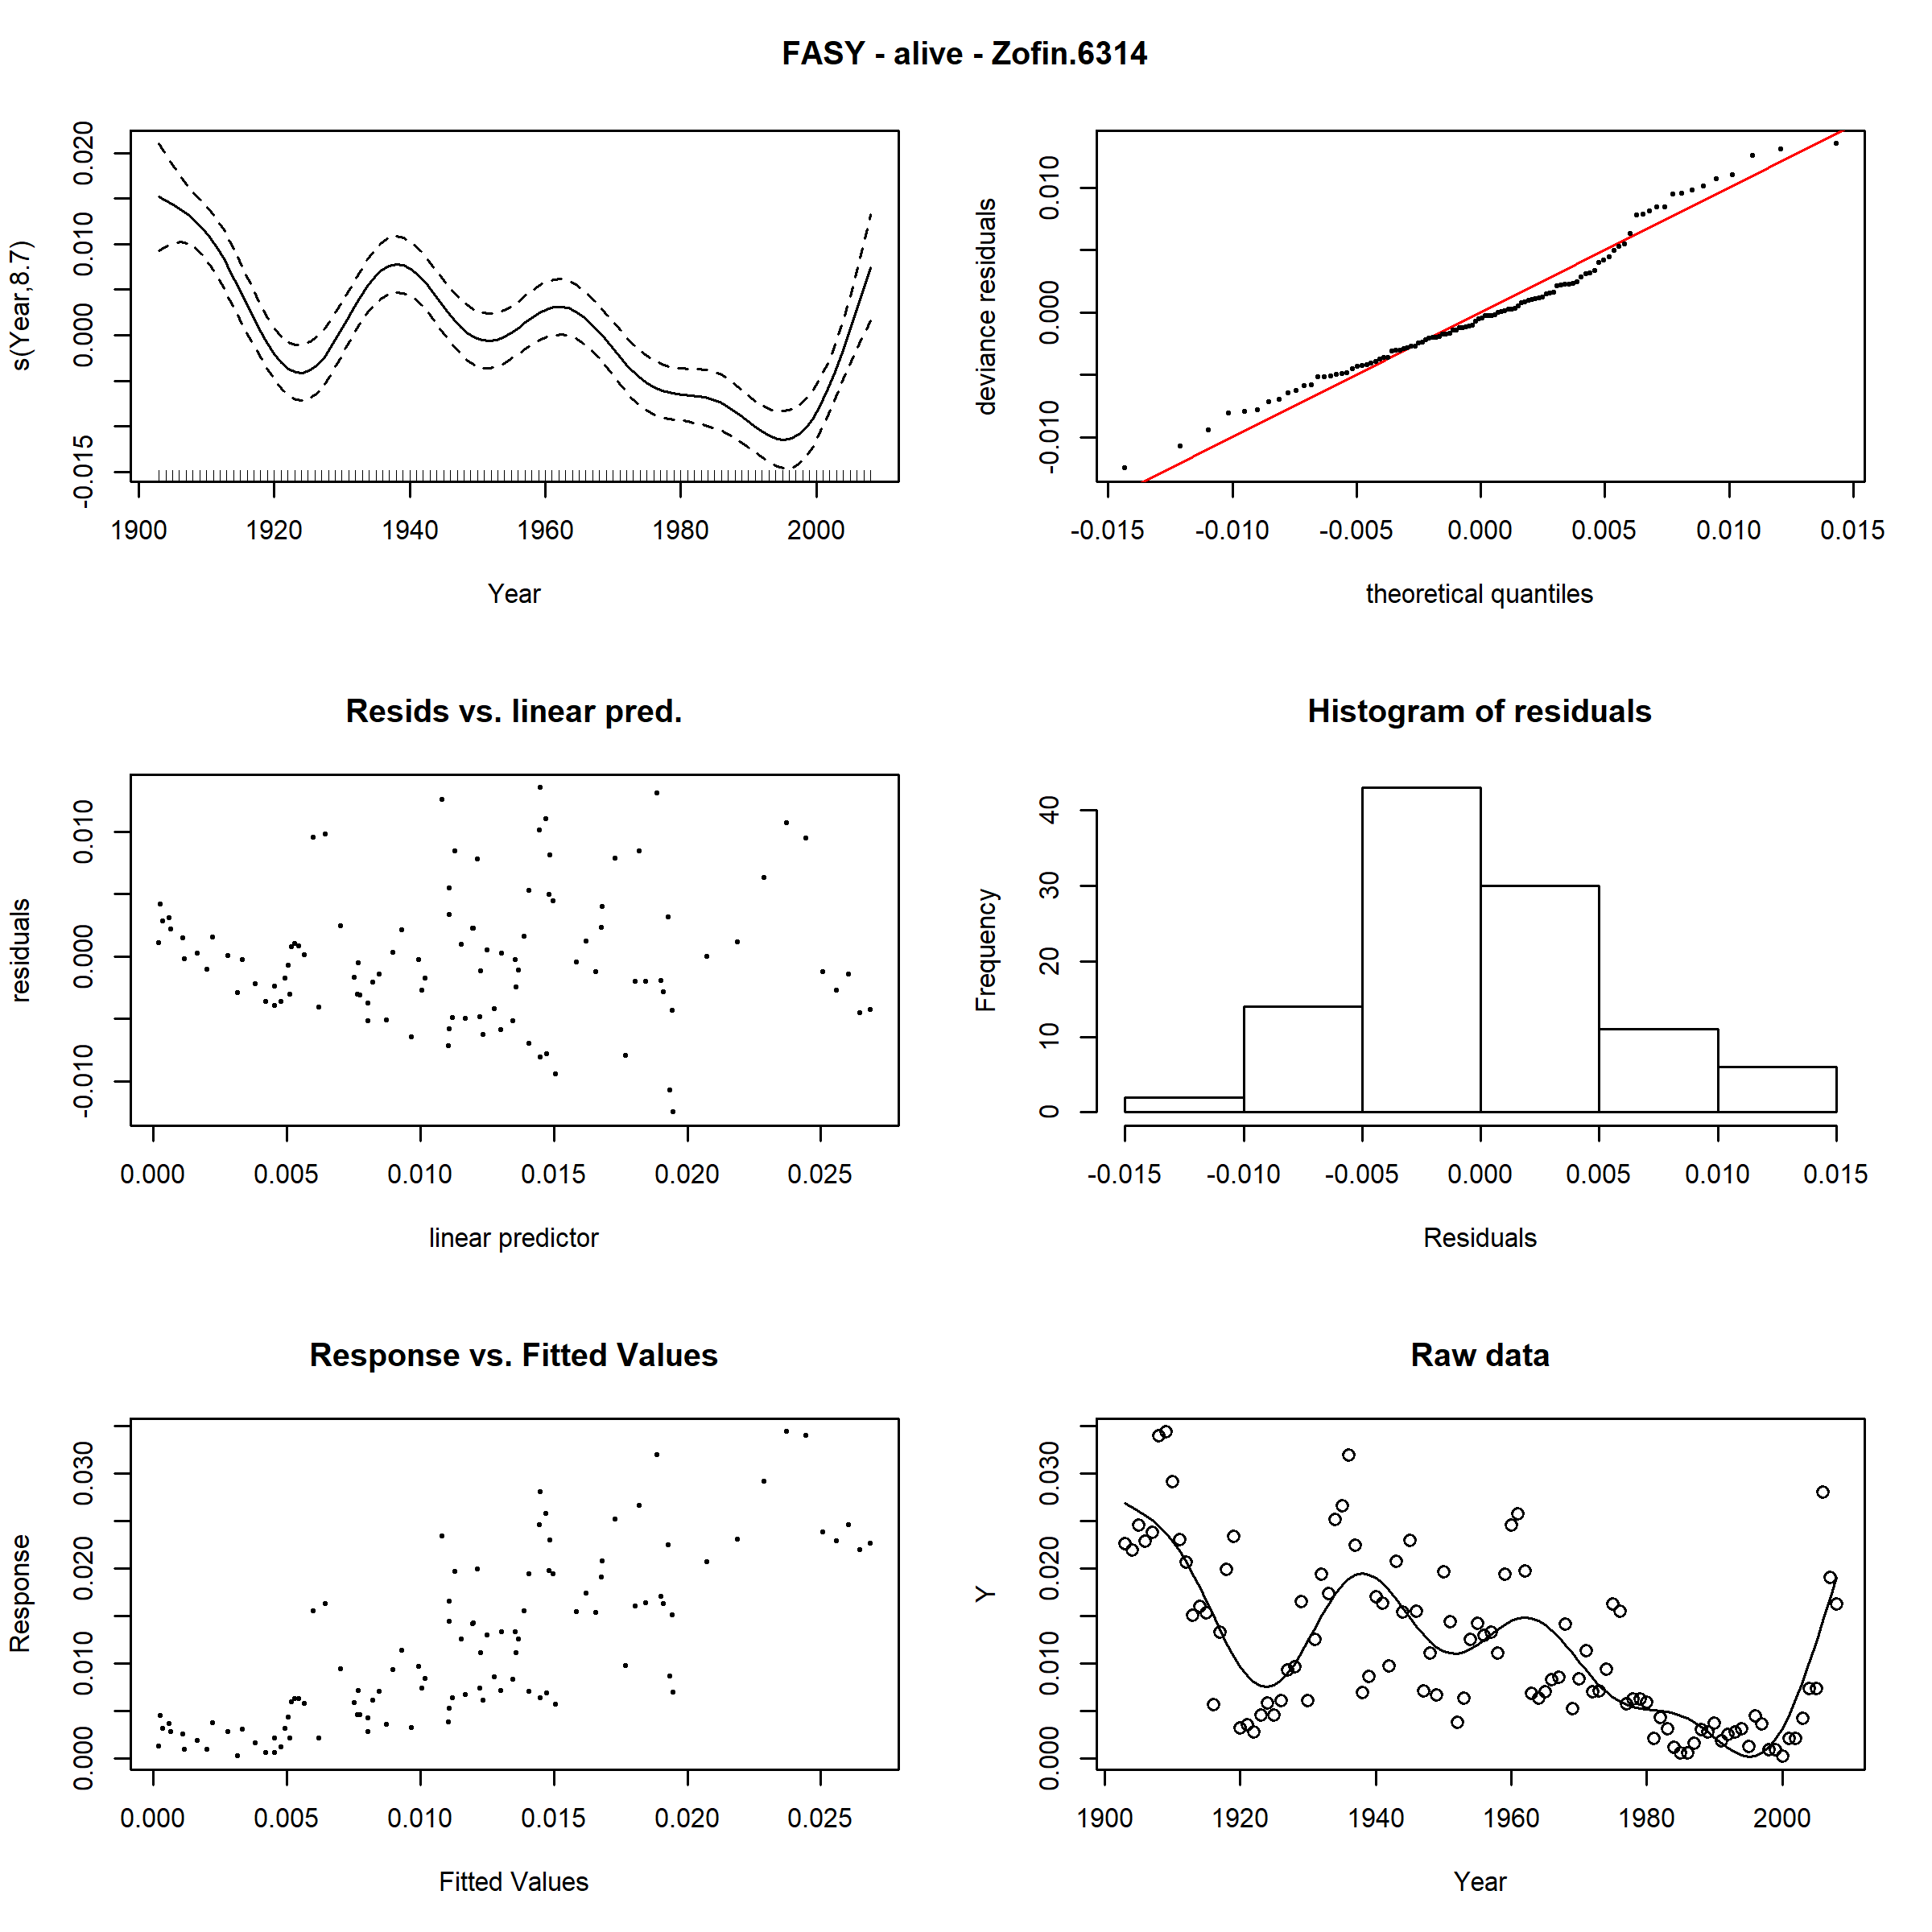 FASY - alive - Zofin.6314
s(Year,8.7)
-0.015 0.000 0.010 0.020
1900 1920 1940 1960 1980 2000
Year
deviance residuals
-0.010 0.000 0.010
-0.015 -0.010 -0.005 0.000 0.005 0.010 0.015
theoretical quantiles
Resids vs. linear pred.
residuals
-0.010 0.000 0.010
0.000 0.005 0.010 0.015 0.020 0.025
linear predictor
Histogram of residuals
Frequency
0 10 20 30 40
-0.015 -0.010 -0.005 0.000 0.005 0.010 0.015
Residuals
Response vs. Fitted Values
Response
0.000 0.010 0.020 0.030
0.000 0.005 0.010 0.015 0.020 0.025
Fitted Values
Raw data
Y
0.000 0.010 0.020 0.030
1900 1920 1940 1960 1980 2000
Year